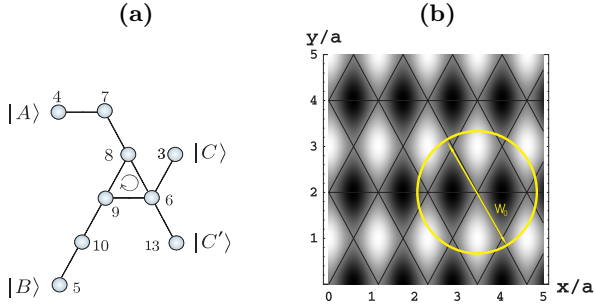 (a)
|A⟩ 4 7
8 3 |C⟩
9 6
10 13 |C′⟩
|B⟩ 5
(b)
y/a
5
4
3
2
1
W₀
0 1 2 3 4 5 x/a